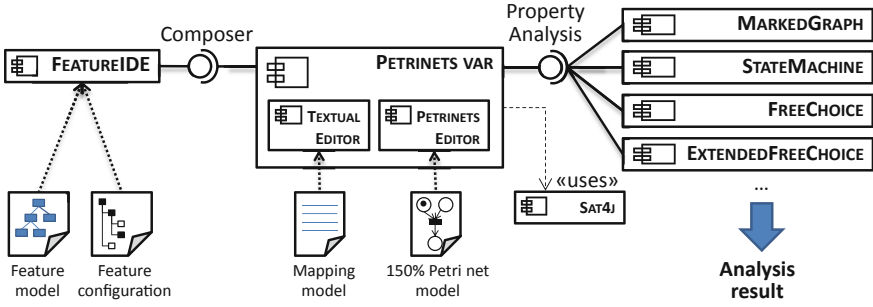 Composer
Property
Analysis
FEATUREIDE
PETRINETS VAR
TEXTUAL
EDITOR
PETRINETS
EDITOR
MARKEDGRAPH
STATEMACHINE
FREECHOICE
EXTENDEDFREECHOICE
...
«uses»
SAT4J
Feature
model
Feature
configuration
Mapping
model
150% Petri net
model
Analysis
result